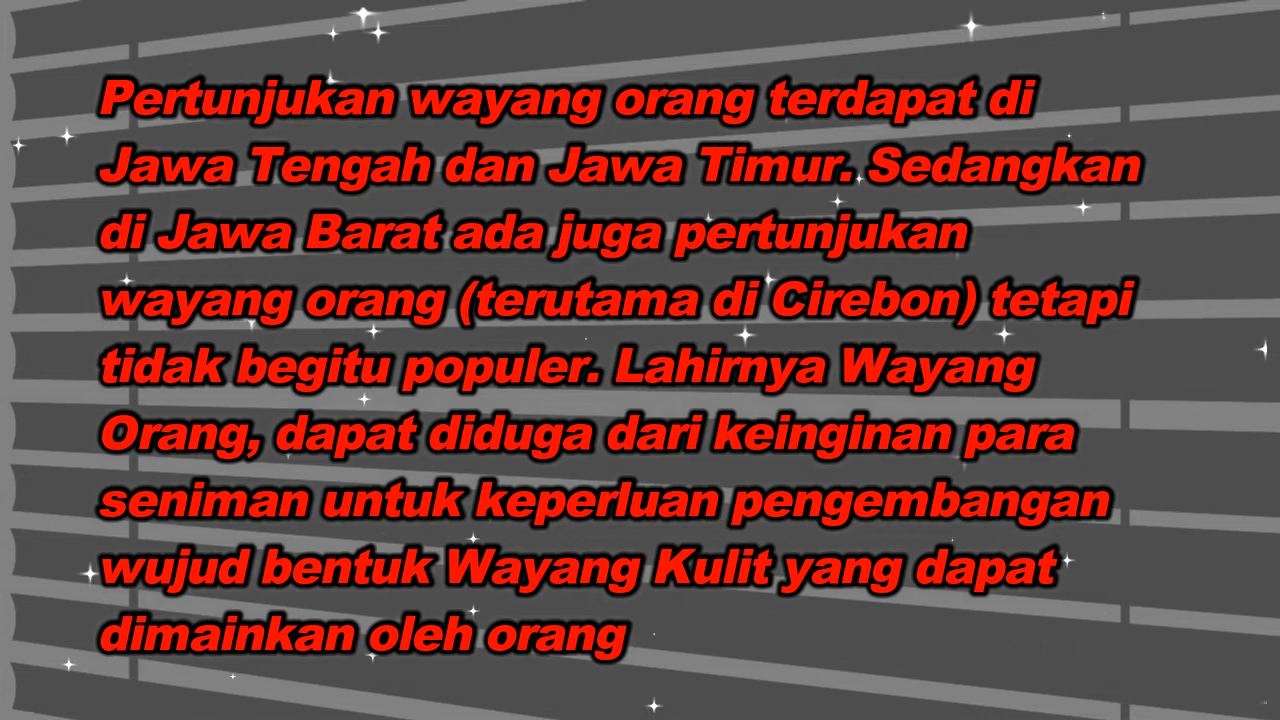 Pertunjukan wayang orang terdapat di
Jawa Tengah dan Jawa Timur. Sedangkan
di Jawa Barat ada juga pertunjukan
wayang orang (terutama di Cirebon) tetapi
tidak begitu populer. Lahirnya Wayang
Orang, dapat diduga dari keinginan para
seniman untuk keperluan pengembangan
wujud bentuk Wayang Kulit yang dapat
dimainkan oleh orang